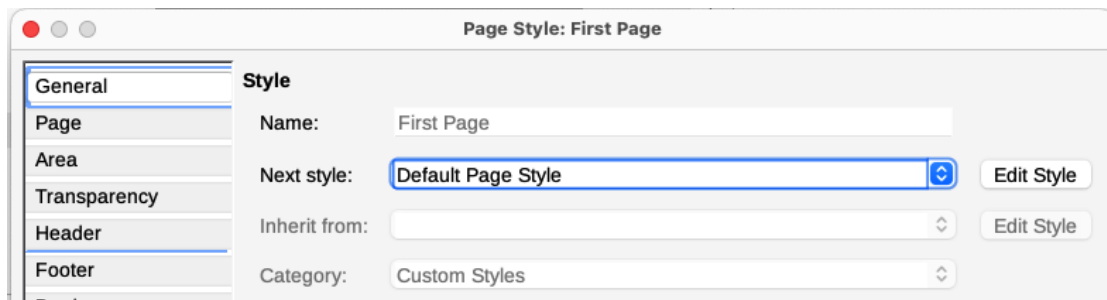 Page Style: First Page
General
Page
Area
Transparency
Header
Footer
Style
Name: First Page
Next style: Default Page Style Edit Style
Inherit from: Edit Style
Category: Custom Styles